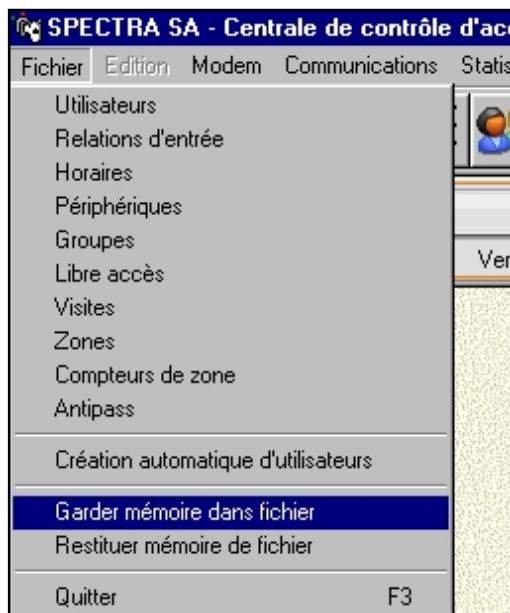 SPECTRA SA - Centrale de contrôle d'acc
Fichier Edition Modem Communications Statis
Utilisateurs
Relations d'entrée
Horaires
Périphériques
Groupes
Libre accès
Ver
Visites
Zones
Compteurs de zone
Antipass
Création automatique d'utilisateurs
Garder mémoire dans fichier
Restituer mémoire de fichier
Quitter F3